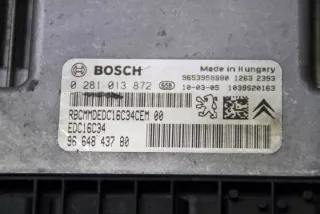 BOSCH
Made in Hungary
9653958980 1263 2393
0 281 013 872
10-03-05 1039S20163
RBCMMDEDC16C34CEM 00
EDC16C34
96 648 437 80